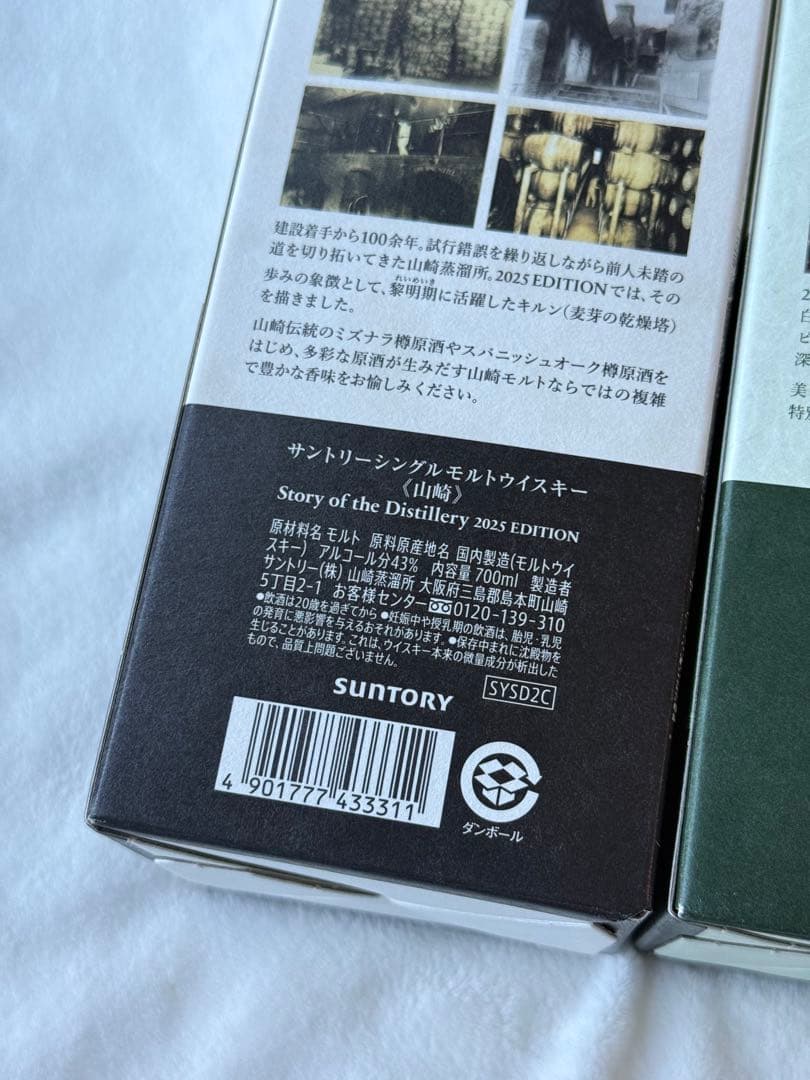 建設着手から100余年。試行錯誤を繰り返しながら前人未踏の
道を切り拓いてきた山崎蒸溜所。2025 EDITIONでは、その
歩みの象徴として、黎明期に活躍したキルン(麦芽の乾燥塔)
れいめいき
を描きました。
山崎伝統のミズナラ樽原酒やスパニッシュオーク樽原酒を
はじめ、多彩な原酒が生みだす山崎モルトならではの複雑
で豊かな香味をお愉しみください。
サントリーシングルモルトウイスキー
《山崎》
Story of the Distillery 2025 EDITION
原材料名 モルト 原料原産地名 国内製造(モルトウイ
スキー) アルコール分43% 内容量 700ml 製造者
サントリー(株) 山崎蒸溜所 大阪府三島郡島本町山崎
5丁目2-1 お客様センター 0120-139-310
●飲酒は20歳を過ぎてから ●妊娠中や授乳期の飲酒は、胎児・乳児
の発育に悪影響を与えるおそれがあります。●保存中まれに沈殿物を
生じることがあります。これは、ウイスキー本来の微量成分が析出した
もので、品質上問題ございません。
SUNTORY
SYSD2C
4 901777 433311
ダンボール
2
白
ピ
深
美
特別